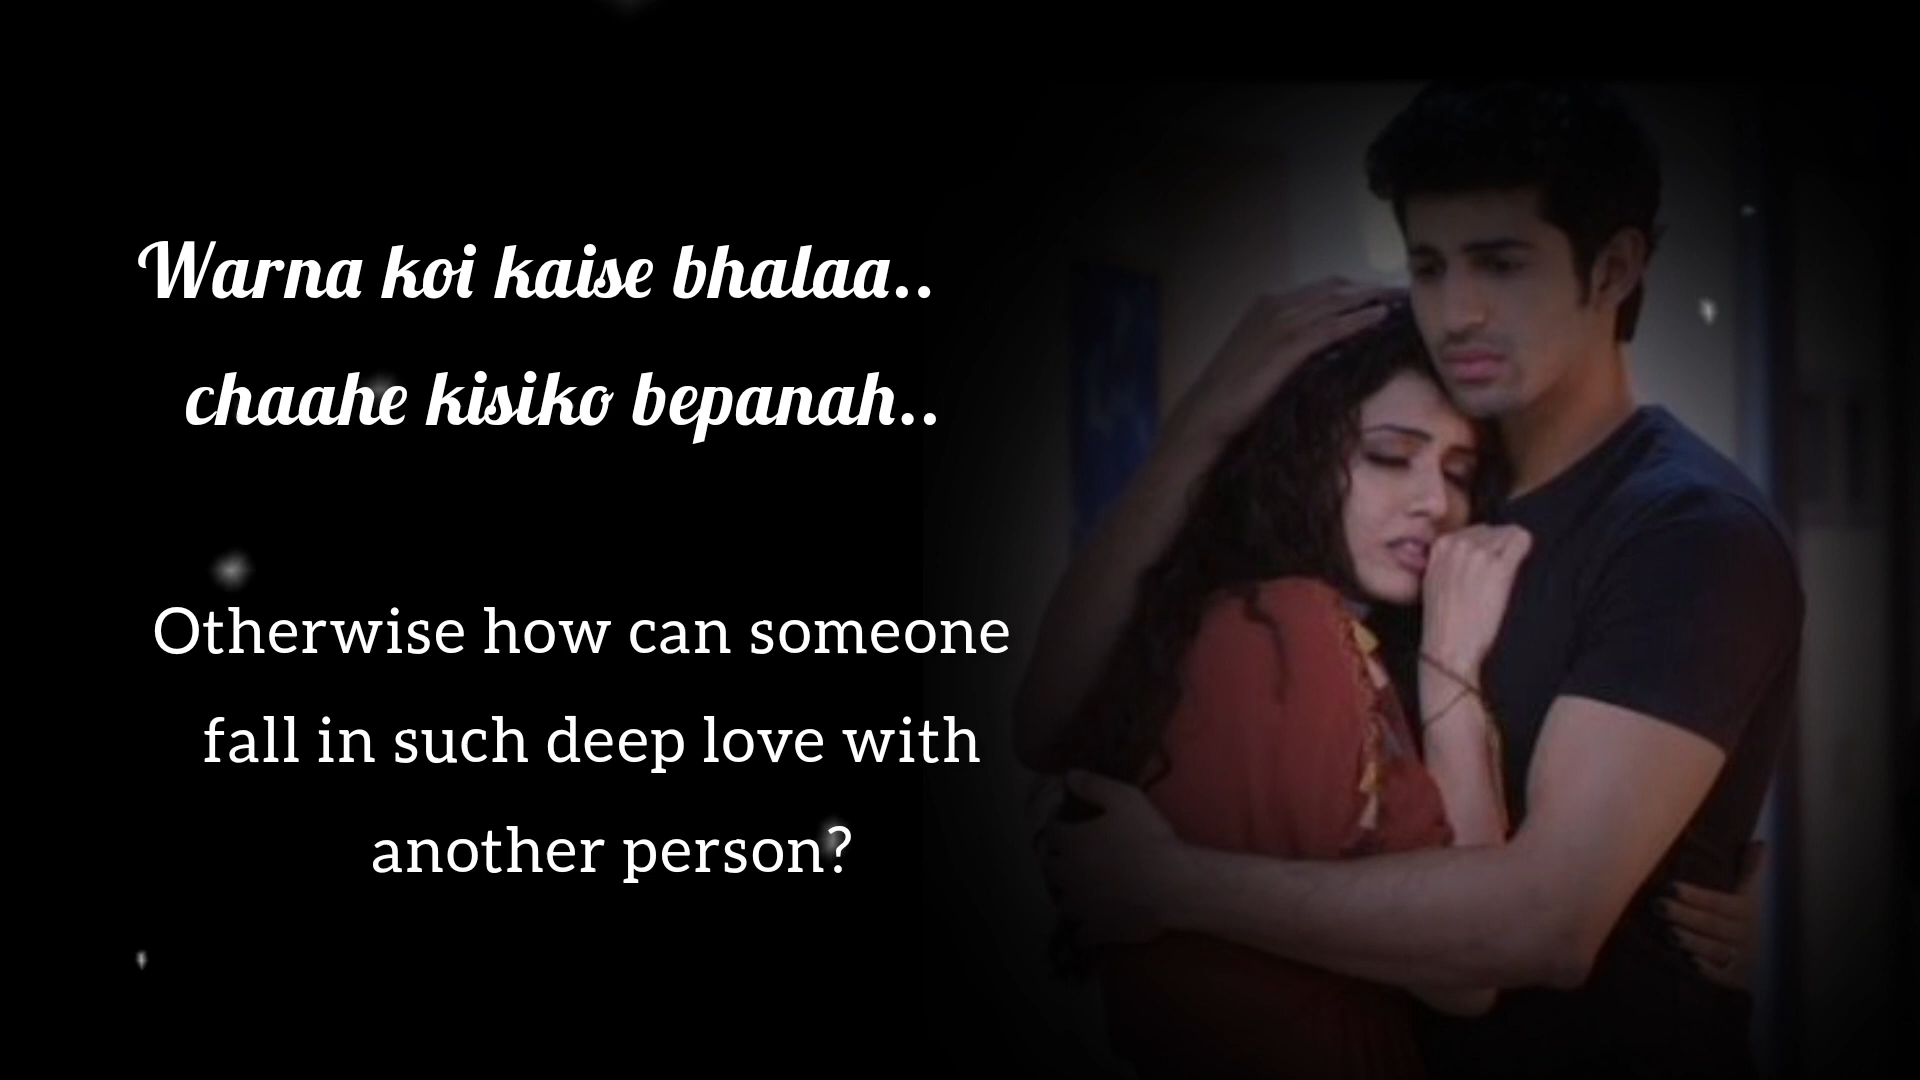 Warna koi kaise bhalaa..
chaahe kisiko bepanah..
Otherwise how can someone
fall in such deep love with
another person?